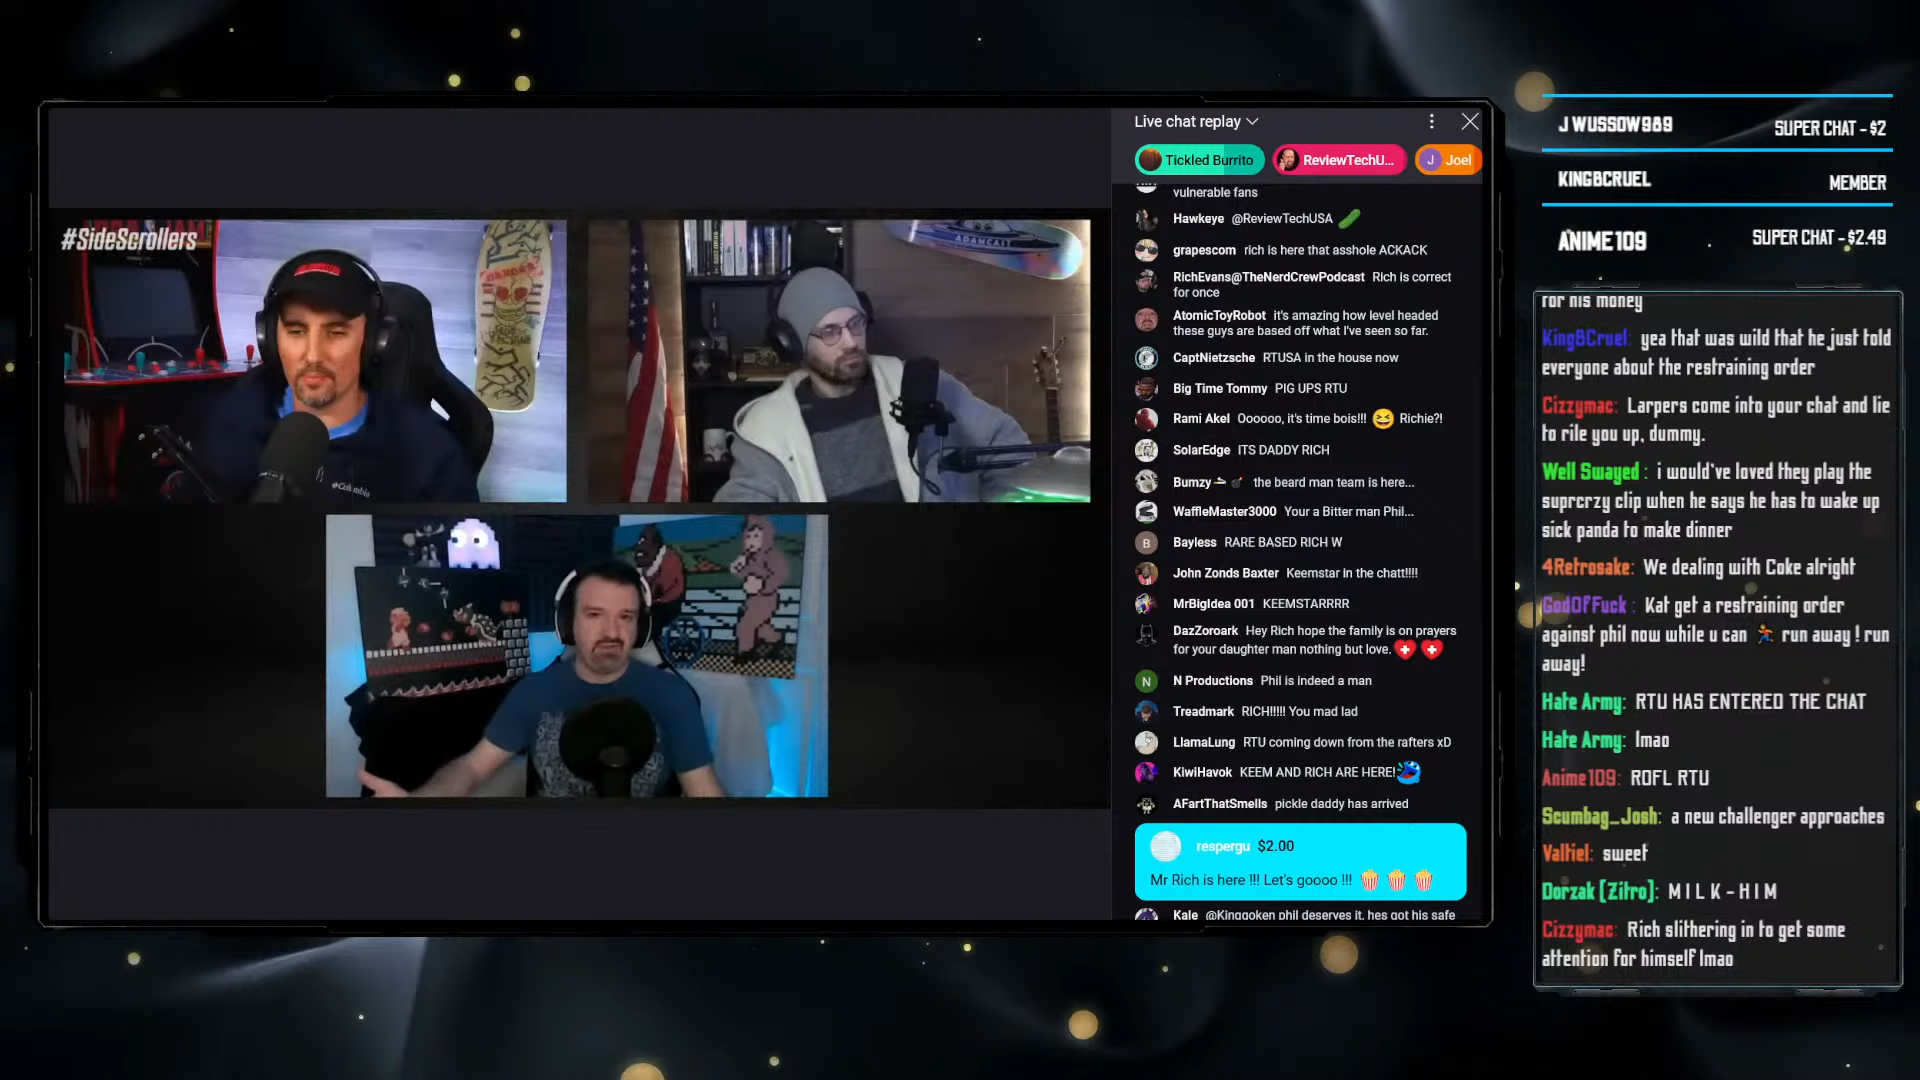 #SideScrollers
ADAMCAST
Columbia
Live chat replay
Tickled Burrito
ReviewTechU...
J
Joel
vulnerable fans
Hawkeye @ReviewTechUSA 🥒
grapescom rich is here that asshole ACKACK
RichEvans@TheNerdCrewPodcast RIch is correct
for once
AtomicToyRobot it's amazing how level headed
these guys are based off what I've seen so far.
CaptNietzsche RTUSA in the house now
Big Time Tommy PIG UPS RTU
Rami Akel Oooooo, it's time bois!!! 😆 Richie?!
SolarEdge ITS DADDY RICH
Bumzy the beard man team is here...
WaffleMaster3000 Your a Bitter man Phil...
B
Bayless RARE BASED RICH W
John Zonds Baxter Keemstar in the chatt!!!!
MrBigIdea 001 KEEMSTARRRR
DazZoroark Hey Rich hope the family is on prayers
for your daughter man nothing but love.
N
N Productions Phil is indeed a man
Treadmark RICH!!!!! You mad lad
LlamaLung RTU coming down from the rafters xD
KiwiHavok KEEM AND RICH ARE HERE!
AFartThatSmells pickle daddy has arrived
respergu $2.00
Mr Rich is here !!! Let's goooo !!! 🍿 🍿 🍿
Kale @Kinggoken phil deserves it. hes got his safe
J WUSSOW989
SUPER CHAT - $2
KINGBCRUEL
MEMBER
ANIME109
SUPER CHAT - $2.49
for his money
KingBCruel: yea that was wild that he just told
everyone about the restraining order
Cizzymac: Larpers come into your chat and lie
to rile you up, dummy.
Well Swayed : i would've loved they play the
suprcrzy clip when he says he has to wake up
sick panda to make dinner
4Retrosake: We dealing with Coke alright
GodOfFuck : Kat get a restraining order
against phil now while u can 🏃 run away ! run
away!
Hate Army: RTU HAS ENTERED THE CHAT
Hate Army: lmao
Anime109: ROFL RTU
Scumbag_Josh: a new challenger approaches
Valtiel: sweet
Dorzak (Zitro): M I L K - H I M
Cizzymac: Rich slithering in to get some
attention for himself lmao